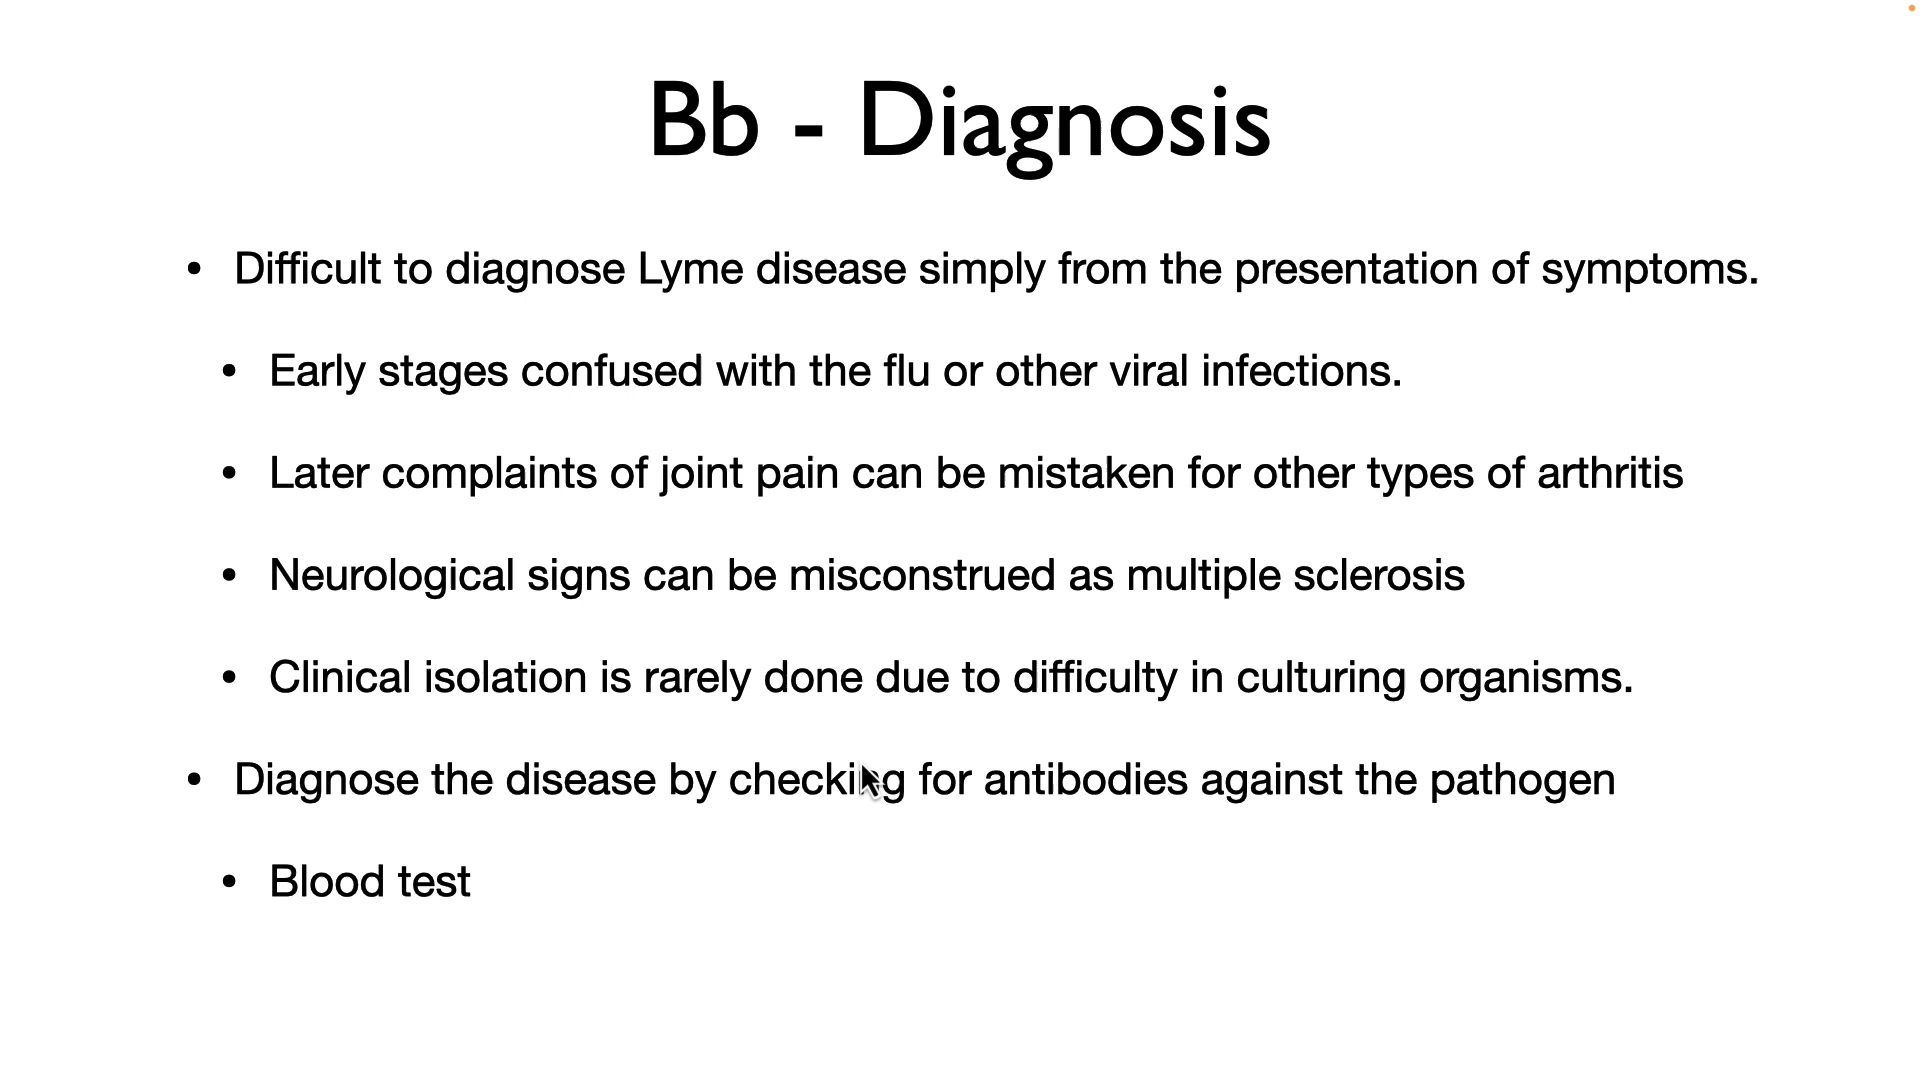 Bb - Diagnosis
• Difficult to diagnose Lyme disease simply from the presentation of symptoms.
• Early stages confused with the flu or other viral infections.
• Later complaints of joint pain can be mistaken for other types of arthritis
• Neurological signs can be misconstrued as multiple sclerosis
• Clinical isolation is rarely done due to difficulty in culturing organisms.
• Diagnose the disease by checking for antibodies against the pathogen
• Blood test